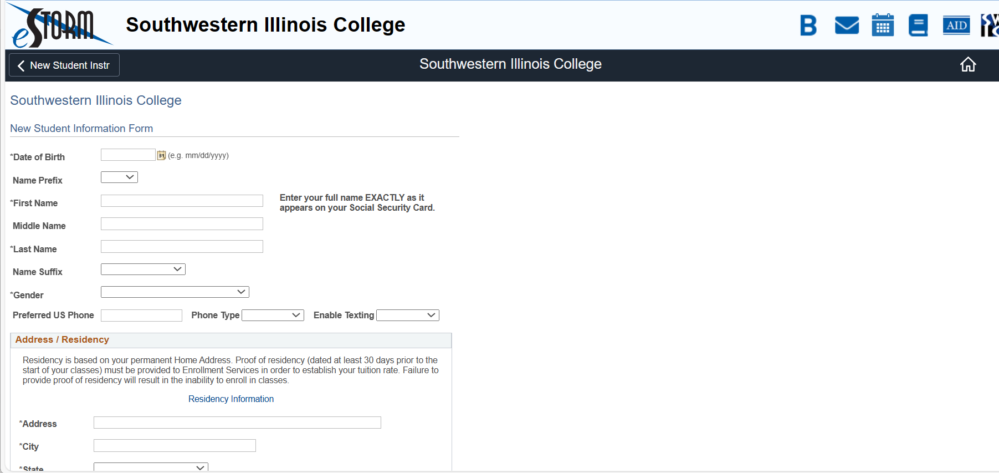 eSTORM
Southwestern Illinois College
B
AID
New Student Instr
Southwestern Illinois College
Southwestern Illinois College
New Student Information Form
*Date of Birth
31
(e.g. mm/dd/yyyy)
Name Prefix
*First Name
Enter your full name EXACTLY as it
appears on your Social Security Card.
Middle Name
*Last Name
Name Suffix
*Gender
Preferred US Phone Phone Type Enable Texting
Address / Residency
Residency is based on your permanent Home Address. Proof of residency (dated at least 30 days prior to the
start of your classes) must be provided to Enrollment Services in order to establish your tuition rate. Failure to
provide proof of residency will result in the inability to enroll in classes.
Residency Information
*Address
*City
*State